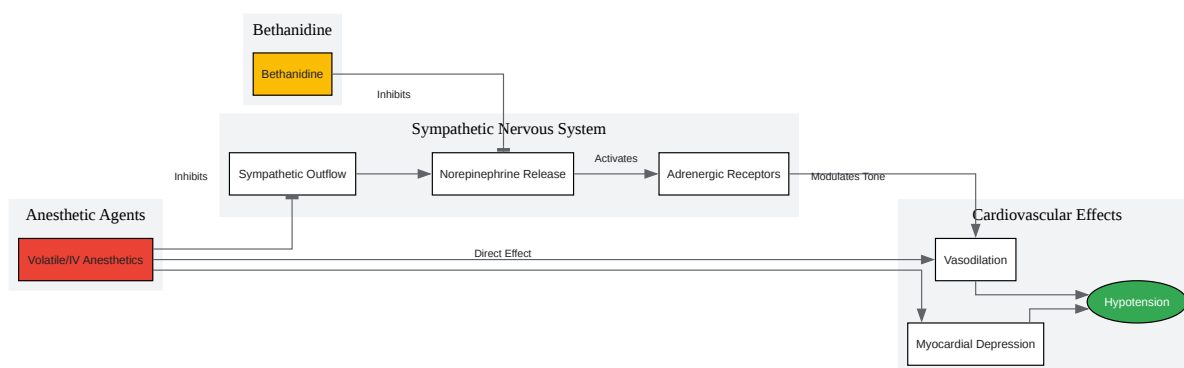 Bethanidine
Bethanidine
Inhibits
Sympathetic Nervous System
Sympathetic Outflow
Norepinephrine Release
Activates
Adrenergic Receptors
Modulates Tone
Inhibits
Anesthetic Agents
Volatile/IV Anesthetics
Direct Effect
Cardiovascular Effects
Vasodilation
Hypotension
Myocardial Depression